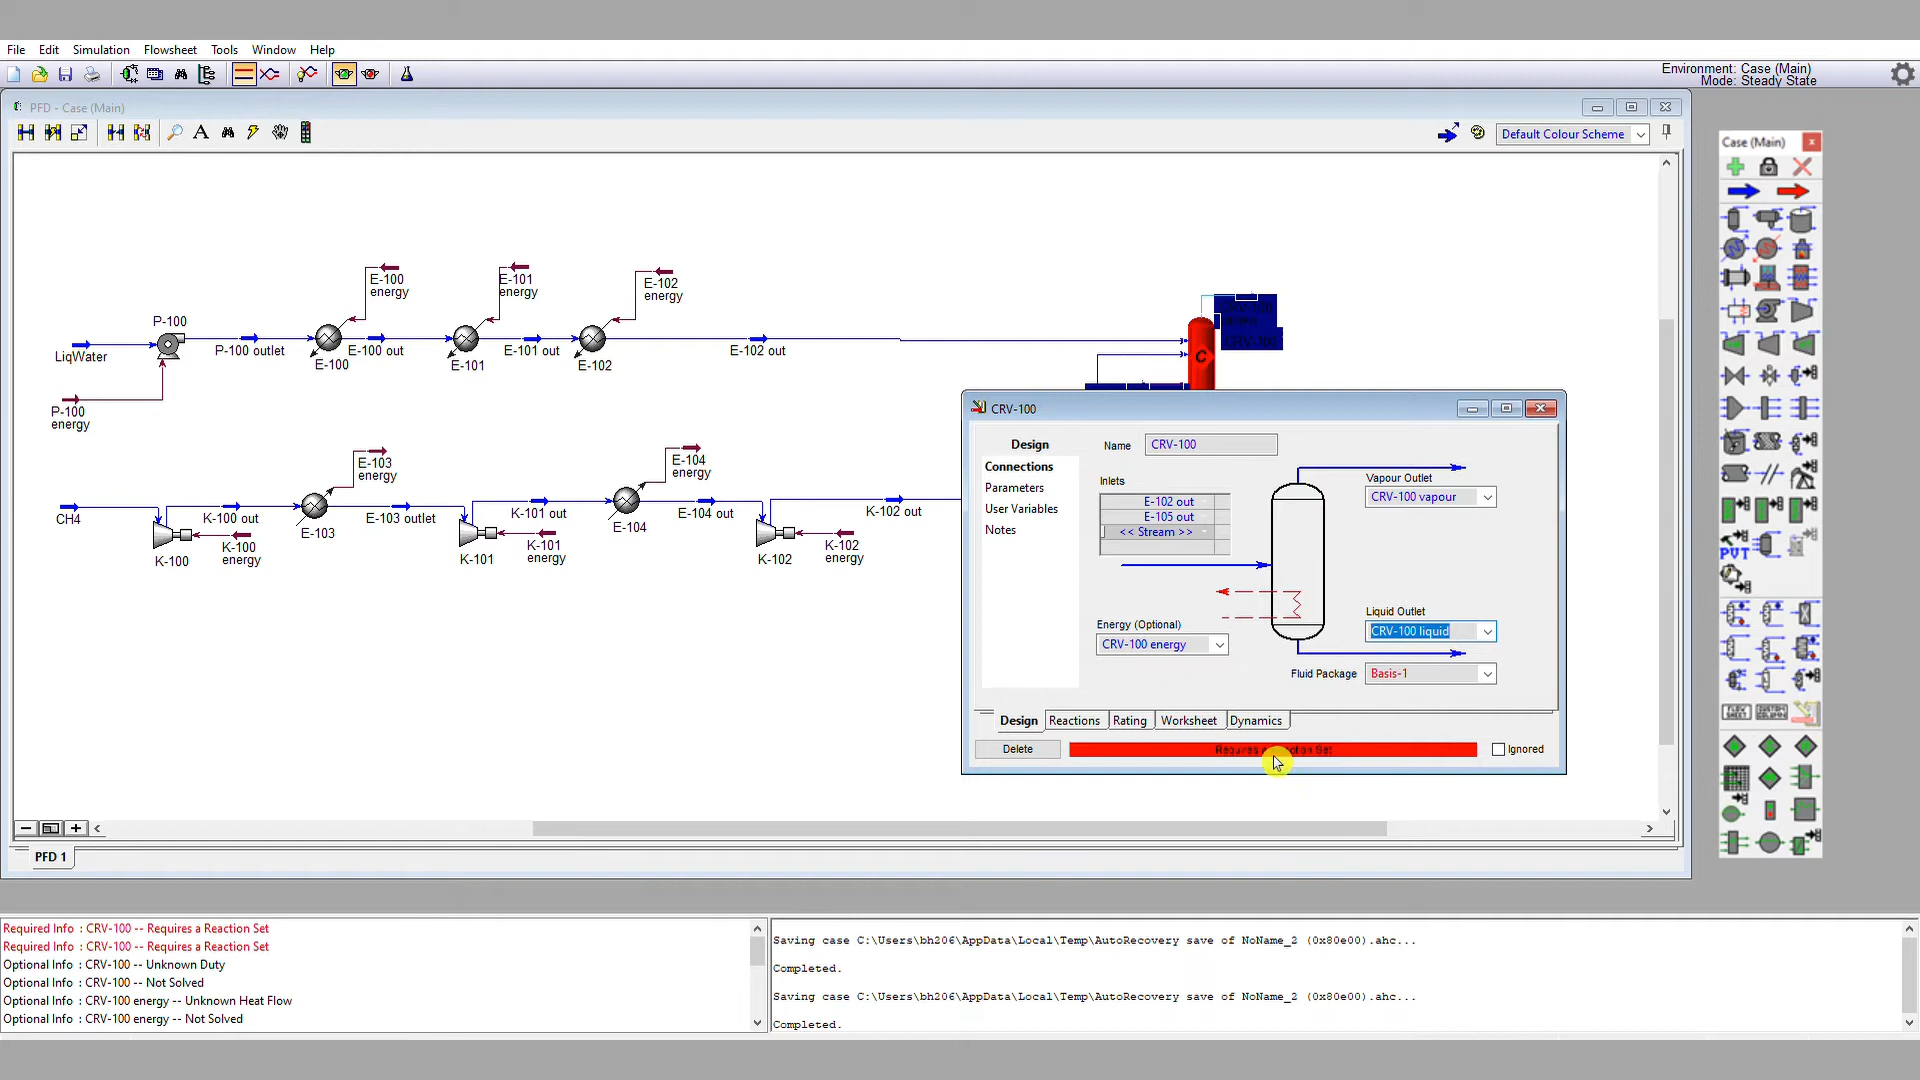 File Edit Simulation Flowsheet Tools Window Help
Environment: Case (Main)
Mode: Steady State
PFD - Case (Main)
A
Default Colour Scheme
Case (Main)
E-100
energy
E-101
energy
E-102
energy
P-100
LiqWater
P-100 outlet
E-100
E-100 out
E-101
E-101 out
E-102
E-102 out
C
P-100
energy
E-103
energy
E-104
energy
CH4
K-100 out
K-100
K-100
energy
E-103
E-103 outlet
K-101 out
K-101
K-101
energy
E-104
E-104 out
K-102
K-102
energy
K-102 out
CRV-100
Design
Connections
Parameters
User Variables
Notes
Name CRV-100
Inlets
E-102 out
E-105 out
<< Stream >>
Vapour Outlet
CRV-100 vapour
Energy (Optional)
CRV-100 energy
Liquid Outlet
CRV-100 liquid
Fluid Package Basis-1
Design Reactions Rating Worksheet Dynamics
Delete
Requires a Reaction Set
Ignored
PVT
PFD 1
Required Info : CRV-100 -- Requires a Reaction Set
Required Info : CRV-100 -- Requires a Reaction Set
Optional Info : CRV-100 -- Unknown Duty
Optional Info : CRV-100 -- Not Solved
Optional Info : CRV-100 energy -- Unknown Heat Flow
Optional Info : CRV-100 energy -- Not Solved
Saving case C:\Users\bh206\AppData\Local\Temp\AutoRecovery save of NoName_2 (0x80e00).ahc...
Completed.
Saving case C:\Users\bh206\AppData\Local\Temp\AutoRecovery save of NoName_2 (0x80e00).ahc...
Completed.